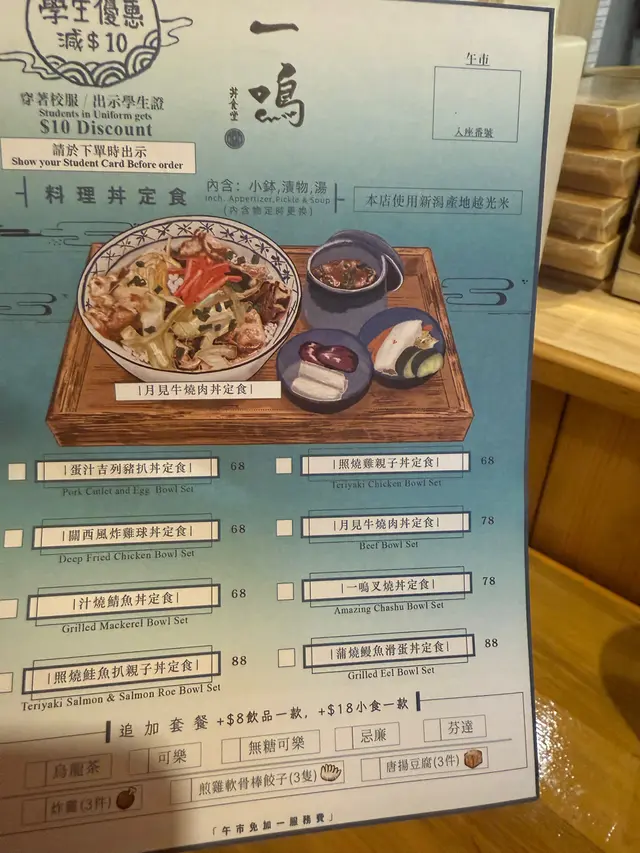 學生優惠
減$10
穿著校服/出示學生證
Students in Uniform gets
$10 Discount
請於下單時出示
Show your Student Card Before order
一鳴
丼食堂
午市
入座番號
料理丼定食
內含：小鉢,漬物,湯
inch. Appertizer,Pickle & Soup
(內含物定時更換)
本店使用新潟產地越光米
|月見牛燒肉丼定食|
|蛋汁吉列豬扒丼定食| 68
Pork Cutlet and Egg Bowl Set
|照燒雞親子丼定食| 68
Teriyaki Chicken Bowl Set
|關西風炸雞球丼定食| 68
Deep Fried Chicken Bowl Set
|月見牛燒肉丼定食| 78
Beef Bowl Set
|汁燒鯖魚丼定食| 68
Grilled Mackerel Bowl Set
|一鳴叉燒丼定食| 78
Amazing Chashu Bowl Set
|照燒鮭魚扒親子丼定食| 88
Teriyaki Salmon & Salmon Roe Bowl Set
|蒲燒鰻魚滑蛋丼定食| 88
Grilled Eel Bowl Set
追加套餐 +$8飲品一款, +$18小食一款
烏龍茶
可樂
無糖可樂
忌廉
芬達
炸雞(3件)
煎雞軟骨棒餃子(3隻)
唐揚豆腐(3件)
「午市免加一服務費」